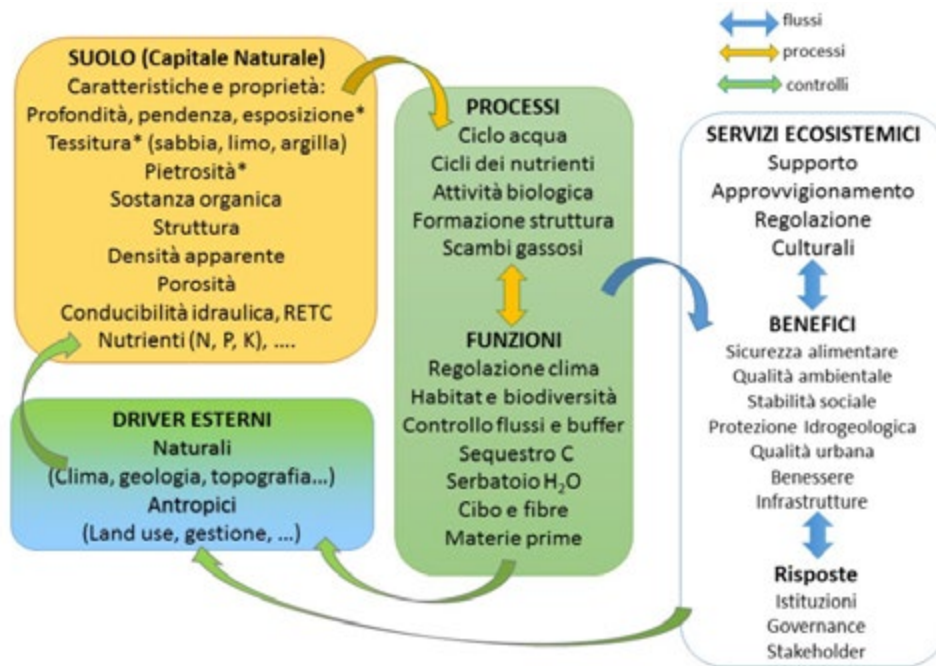 flussi
processi
controlli
SUOLO (Capitale Naturale)
Caratteristiche e proprietà:
Profondità, pendenza, esposizione*
Tessitura* (sabbia, limo, argilla)
Pietrosità*
Sostanza organica
Struttura
Densità apparente
Porosità
Conducibilità idraulica, RETC
Nutrienti (N, P, K), ....
DRIVER ESTERNI
Naturali
(Clima, geologia, topografia...)
Antropici
(Land use, gestione, ...)
PROCESSI
Ciclo acqua
Cicli dei nutrienti
Attività biologica
Formazione struttura
Scambi gassosi
FUNZIONI
Regolazione clima
Habitat e biodiversità
Controllo flussi e buffer
Sequestro C
Serbatoio H₂O
Cibo e fibre
Materie prime
SERVIZI ECOSISTEMICI
Supporto
Approvvigionamento
Regolazione
Culturali
BENEFICI
Sicurezza alimentare
Qualità ambientale
Stabilità sociale
Protezione Idrogeologica
Qualità urbana
Benessere
Infrastrutture
Risposte
Istituzioni
Governance
Stakeholder